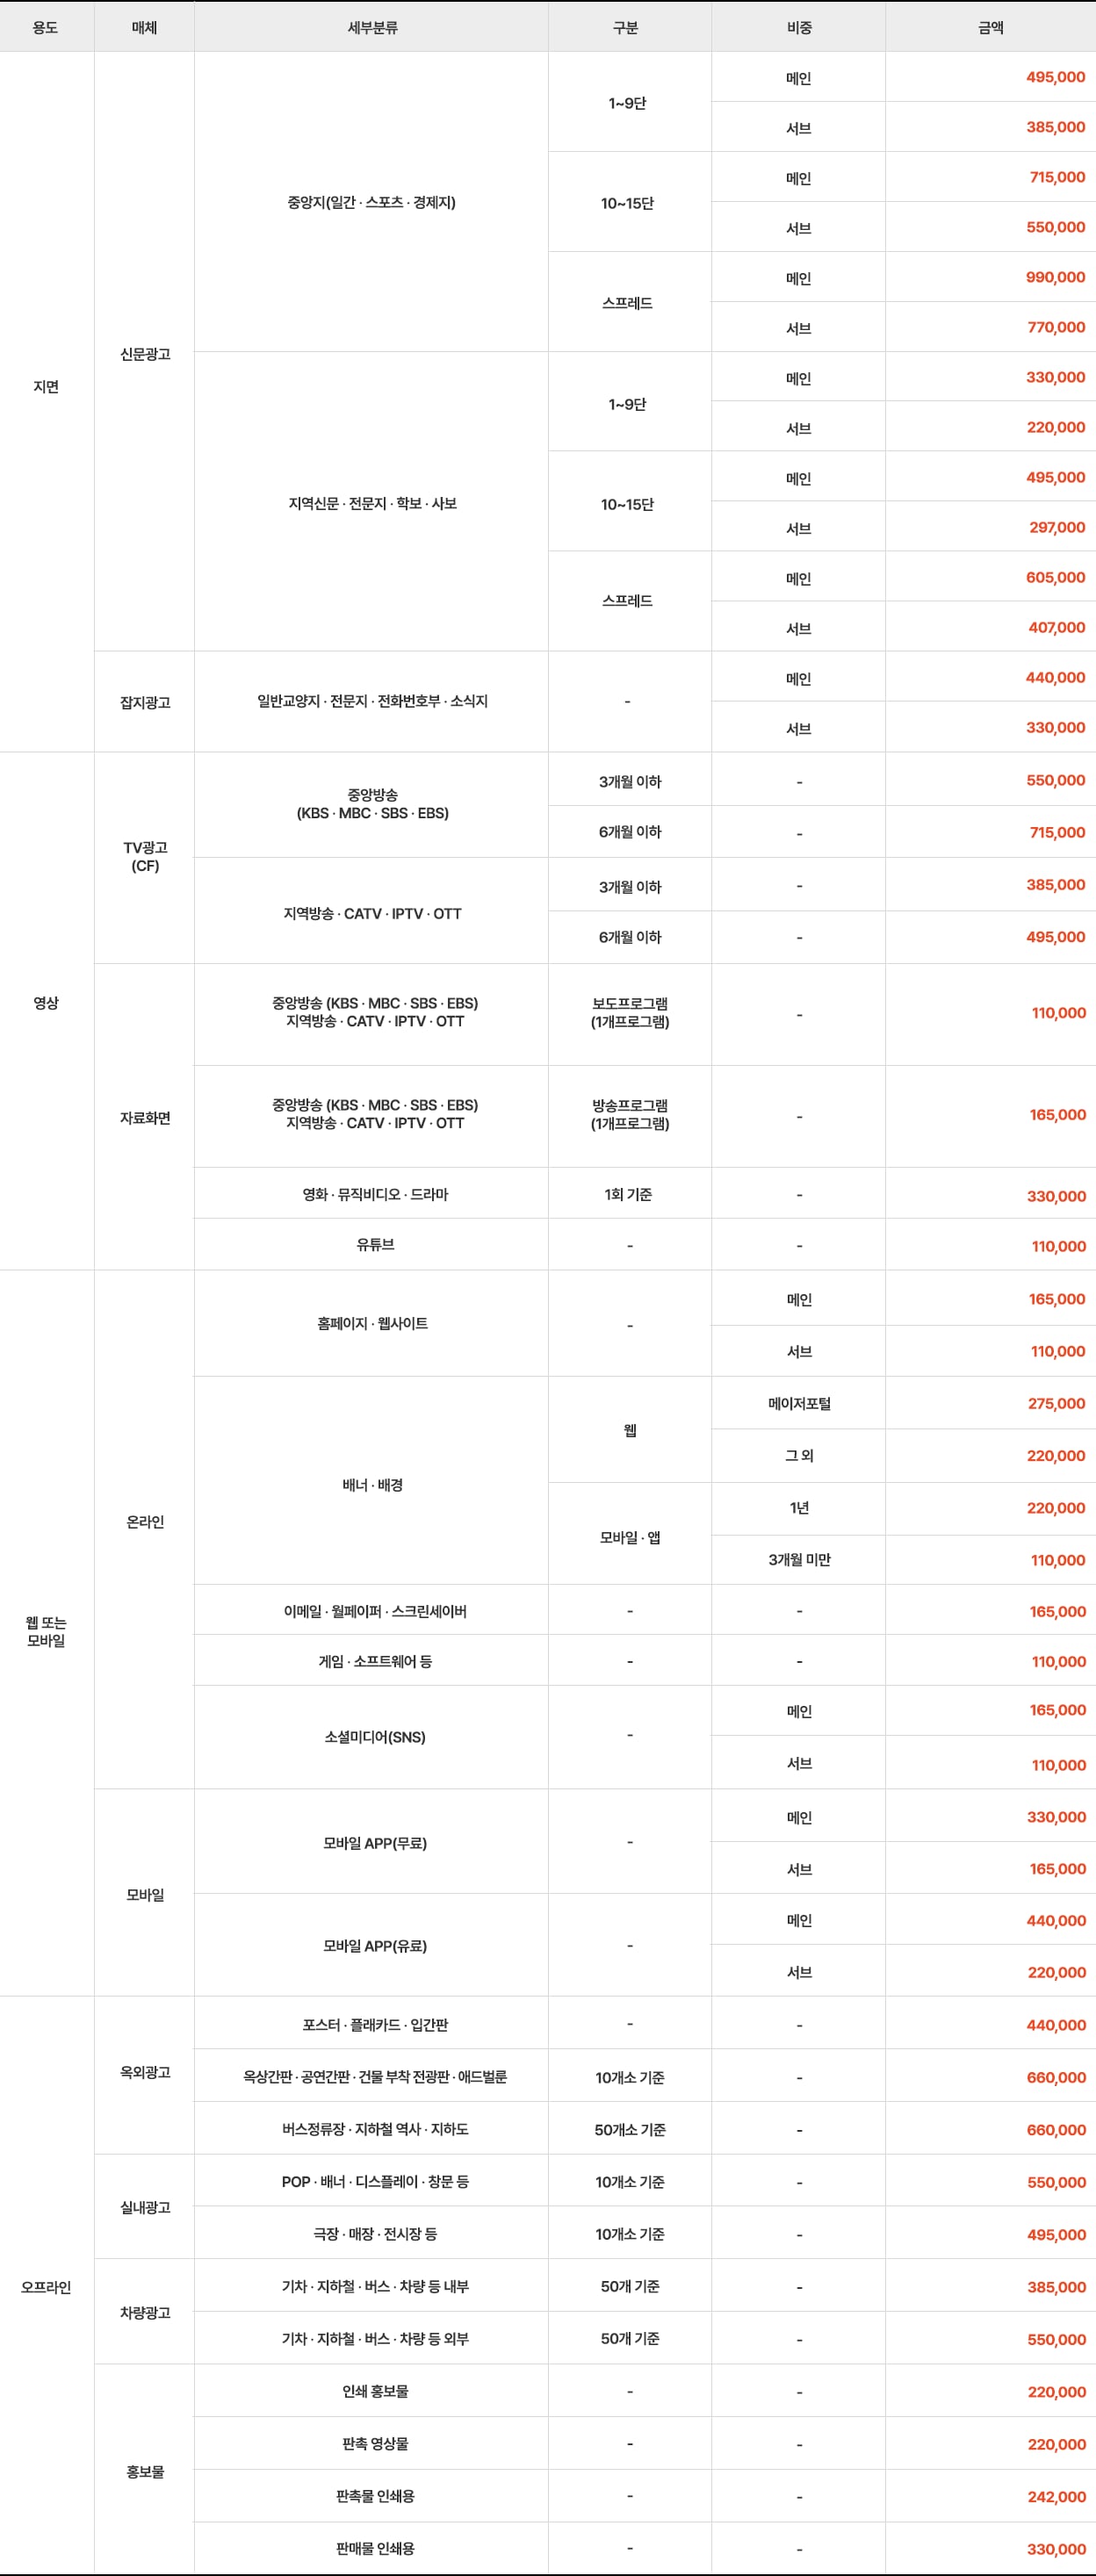 용도 매체 세부분류 구분 비중 금액
지면 신문광고 중앙지(일간 · 스포츠 · 경제지) 1~9단 메인 495,000
서브 385,000
10~15단 메인 715,000
서브 550,000
스프레드 메인 990,000
서브 770,000
지역신문 · 전문지 · 학보 · 사보 1~9단 메인 330,000
서브 220,000
10~15단 메인 495,000
서브 297,000
스프레드 메인 605,000
서브 407,000
잡지광고 일반교양지 · 전문지 · 전화번호부 · 소식지 - 메인 440,000
서브 330,000
영상 TV광고
(CF)
중앙방송
(KBS · MBC · SBS · EBS)
3개월 이하 - 550,000
6개월 이하 - 715,000
지역방송 · CATV · IPTV · OTT 3개월 이하 - 385,000
6개월 이하 - 495,000
자료화면
중앙방송 (KBS · MBC · SBS · EBS)
지역방송 · CATV · IPTV · OTT
보도프로그램
(1개프로그램)
- 110,000
중앙방송 (KBS · MBC · SBS · EBS)
지역방송 · CATV · IPTV · OTT
방송프로그램
(1개프로그램)
- 165,000
영화 · 뮤직비디오 · 드라마 1회 기준 - 330,000
유튜브 - - 110,000
웹 또는
모바일
온라인 홈페이지 · 웹사이트 - 메인 165,000
서브 110,000
배너 · 배경 웹 메이저포털 275,000
그 외 220,000
모바일 · 앱 1년 220,000
3개월 미만 110,000
이메일 · 월페이퍼 · 스크린세이버 - - 165,000
게임 · 소프트웨어 등 - - 110,000
소셜미디어(SNS) - 메인 165,000
서브 110,000
모바일 모바일 APP(무료) - 메인 330,000
서브 165,000
모바일 APP(유료) - 메인 440,000
서브 220,000
오프라인 옥외광고 포스터 · 플래카드 · 입간판 - - 440,000
옥상간판 · 공연간판 · 건물 부착 전광판 · 애드벌룬 10개소 기준 - 660,000
버스정류장 · 지하철 역사 · 지하도 50개소 기준 - 660,000
실내광고 POP · 배너 · 디스플레이 · 창문 등 10개소 기준 - 550,000
극장 · 매장 · 전시장 등 10개소 기준 - 495,000
차량광고 기차 · 지하철 · 버스 · 차량 등 내부 50개 기준 - 385,000
기차 · 지하철 · 버스 · 차량 등 외부 50개 기준 - 550,000
홍보물 인쇄 홍보물 - - 220,000
판촉 영상물 - - 220,000
판촉물 인쇄용 - - 242,000
판매물 인쇄용 - - 330,000